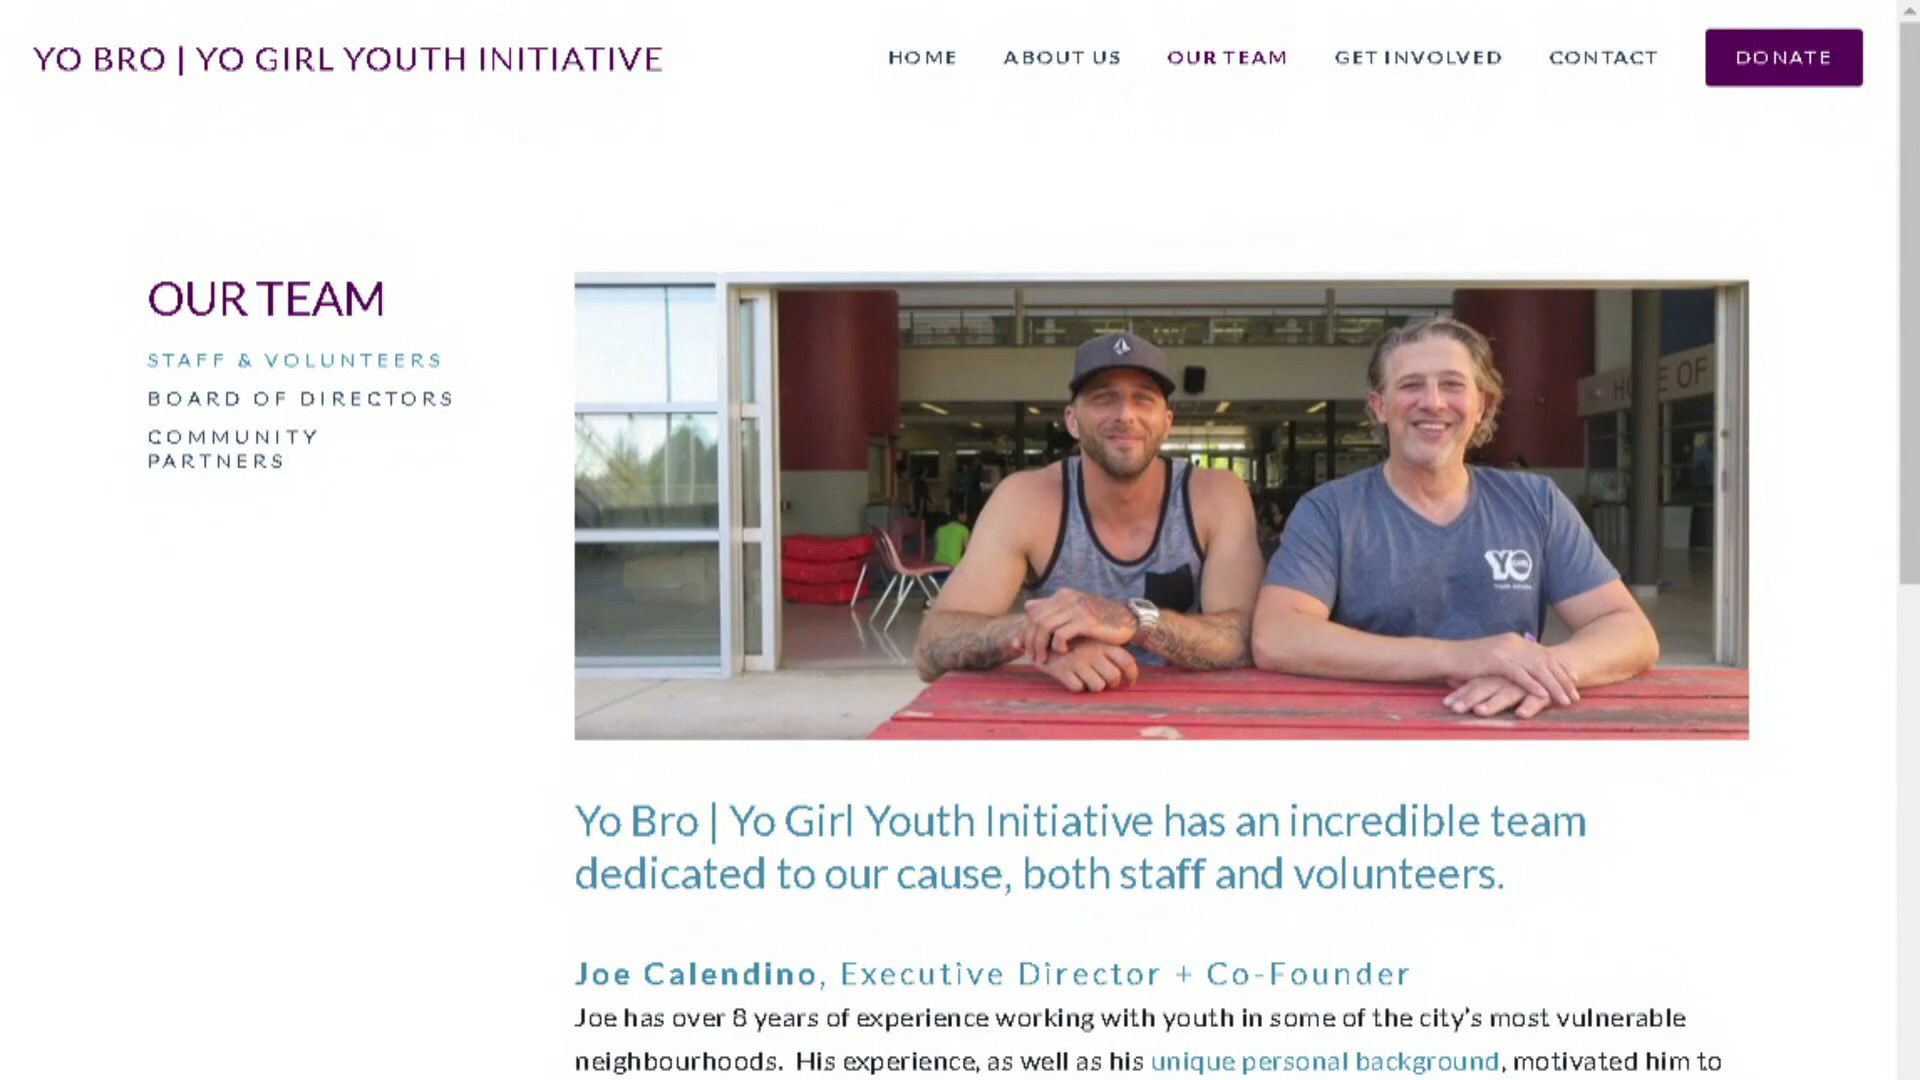 YO BRO | YO GIRL YOUTH INITIATIVE
HOME ABOUT US OUR TEAM GET INVOLVED CONTACT DONATE
OUR TEAM
STAFF & VOLUNTEERS
BOARD OF DIRECTORS
COMMUNITY
PARTNERS
OF
YO
Yo Bro | Yo Girl Youth Initiative has an incredible team
dedicated to our cause, both staff and volunteers.
Joe Calendino, Executive Director + Co-Founder
Joe has over 8 years of experience working with youth in some of the city's most vulnerable
neighbourhoods. His experience, as well as his unique personal background, motivated him to